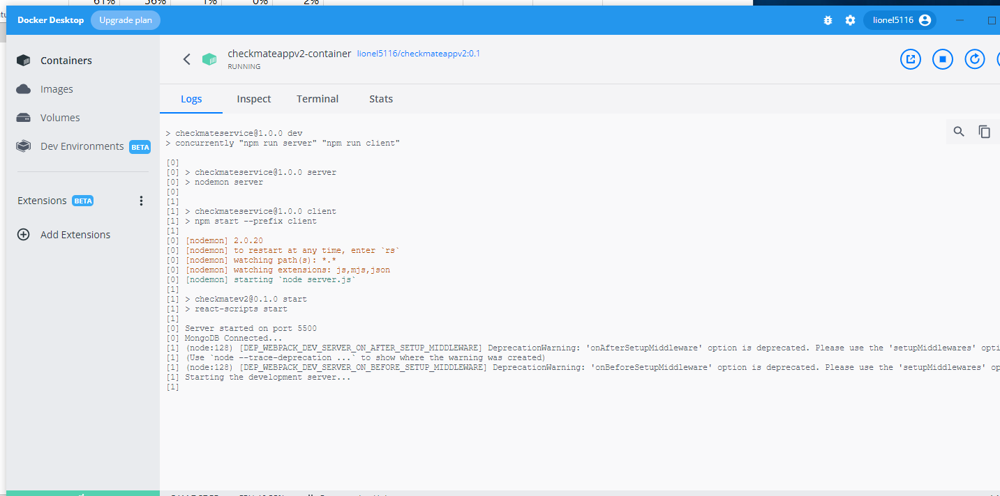 61% 56% 1% 0% 2%
Docker Desktop Upgrade plan lionel5116
Containers
Images
Volumes
Dev Environments BETA
Extensions BETA
Add Extensions
checkmateappv2-container lionel5116/checkmateappv2:0.1
RUNNING
Logs Inspect Terminal Stats
> checkmateservice@1.0.0 dev
> concurrently "npm run server" "npm run client"
[0]
[0] > checkmateservice@1.0.0 server
[0] > nodemon server
[0]
[1]
[1] > checkmateservice@1.0.0 client
[1] > npm start --prefix client
[1]
[0] [nodemon] 2.0.20
[0] [nodemon] to restart at any time, enter `rs`
[0] [nodemon] watching path(s): *.*
[0] [nodemon] watching extensions: js,mjs,json
[0] [nodemon] starting `node server.js`
[1]
[1] > checkmatev2@0.1.0 start
[1] > react-scripts start
[1]
[0] Server started on port 5500
[0] MongoDB Connected...
[1] (node:128) [DEP_WEBPACK_DEV_SERVER_ON_AFTER_SETUP_MIDDLEWARE] DeprecationWarning: 'onAfterSetupMiddleware' option is deprecated. Please use the 'setupMiddlewares' opti
[1] (Use `node --trace-deprecation ...` to show where the warning was created)
[1] (node:128) [DEP_WEBPACK_DEV_SERVER_ON_BEFORE_SETUP_MIDDLEWARE] DeprecationWarning: 'onBeforeSetupMiddleware' option is deprecated. Please use the 'setupMiddlewares' op
[1] Starting the development server...
[1]